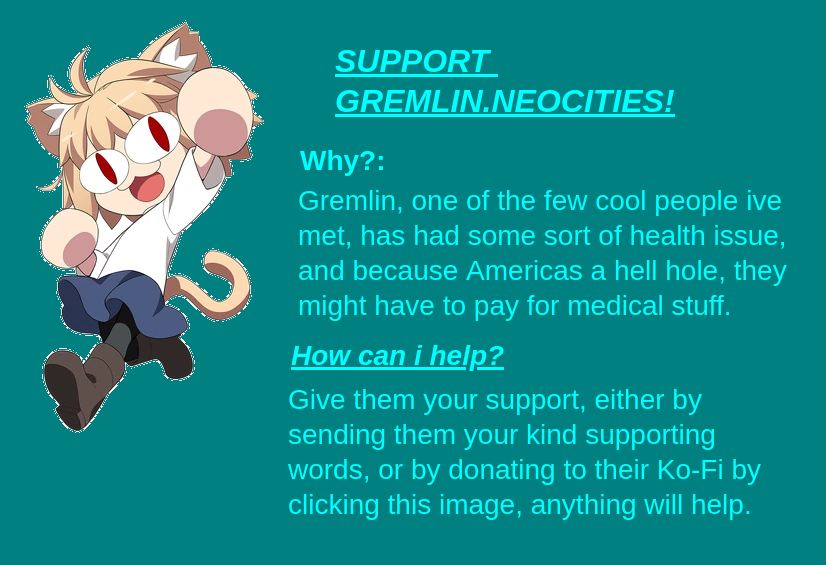 SUPPORT
GREMLIN.NEOCITIES!
Why?:
Gremlin, one of the few cool people ive
met, has had some sort of health issue,
and because Americas a hell hole, they
might have to pay for medical stuff.
How can i help?
Give them your support, either by
sending them your kind supporting
words, or by donating to their Ko-Fi by
clicking this image, anything will help.